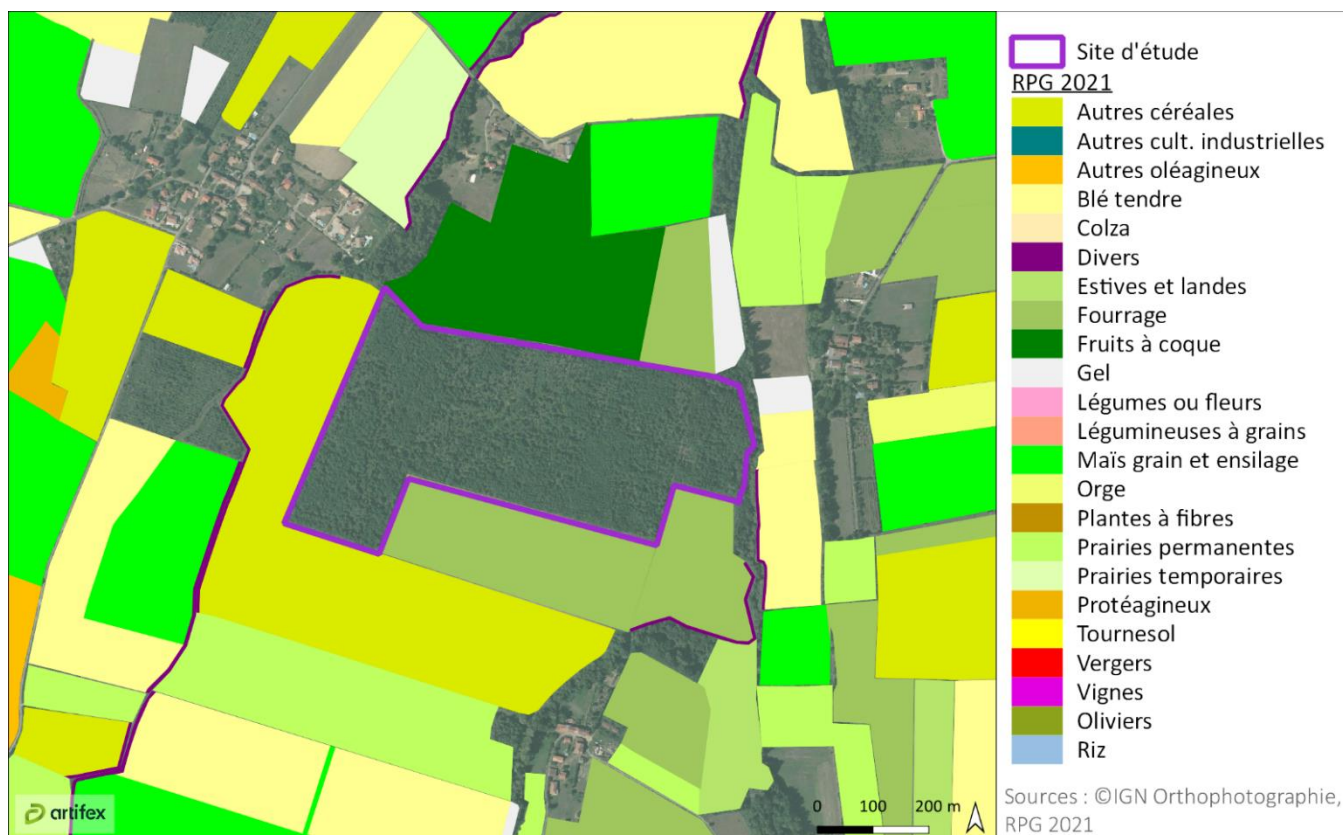 Site d'étude
RPG 2021
Autres céréales
Autres cult. industrielles
Autres oléagineux
Blé tendre
Colza
Divers
Estives et landes
Fourrage
Fruits à coque
Gel
Légumes ou fleurs
Légumineuses à grains
Maïs grain et ensilage
Orge
Plantes à fibres
Prairies permanentes
Prairies temporaires
Protéagineux
Tournesol
Vergers
Vignes
Oliviers
Riz
Sources : ©IGN Orthophotographie,
RPG 2021
artifex
0 100 200 m